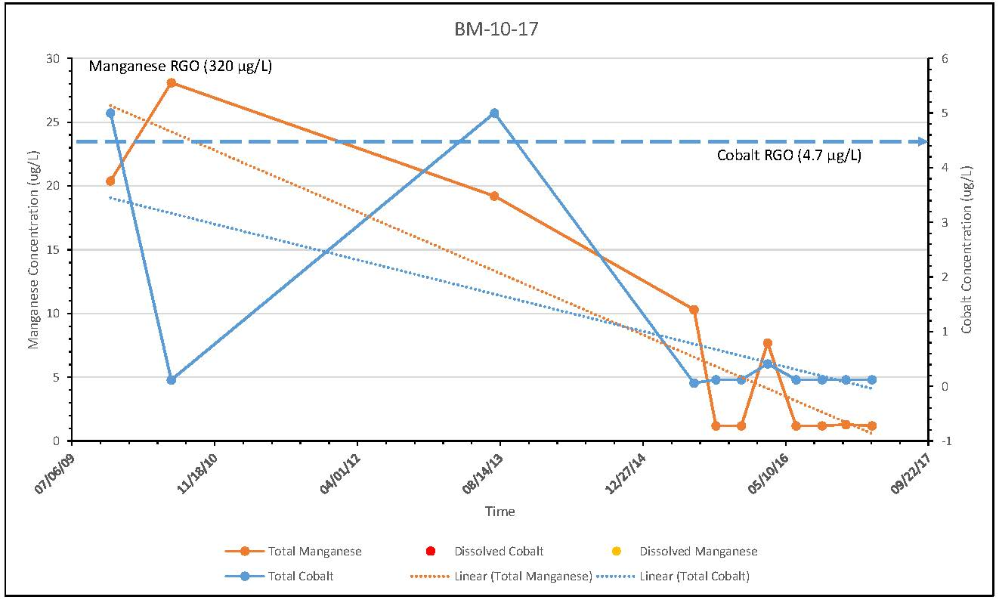 BM-10-17
Manganese RGO (320 µg/L)
Cobalt RGO (4.7 µg/L)
Manganese Concentration (ug/L)
30
25
20
15
10
5
0
Cobalt Concentration (ug/L)
6
5
4
3
2
1
0
-1
07/06/09 11/18/10 04/01/12 08/14/13 12/27/14 05/10/16 09/22/17
Time
Total Manganese Dissolved Cobalt Dissolved Manganese
Total Cobalt Linear (Total Manganese) Linear (Total Cobalt)